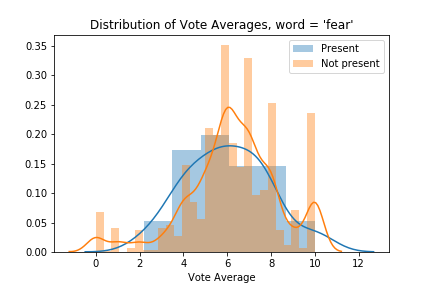 Distribution of Vote Averages, word = 'fear'
Present
Not present
0.35
0.30
0.25
0.20
0.15
0.10
0.05
0.00
0 2 4 6 8 10 12
Vote Average